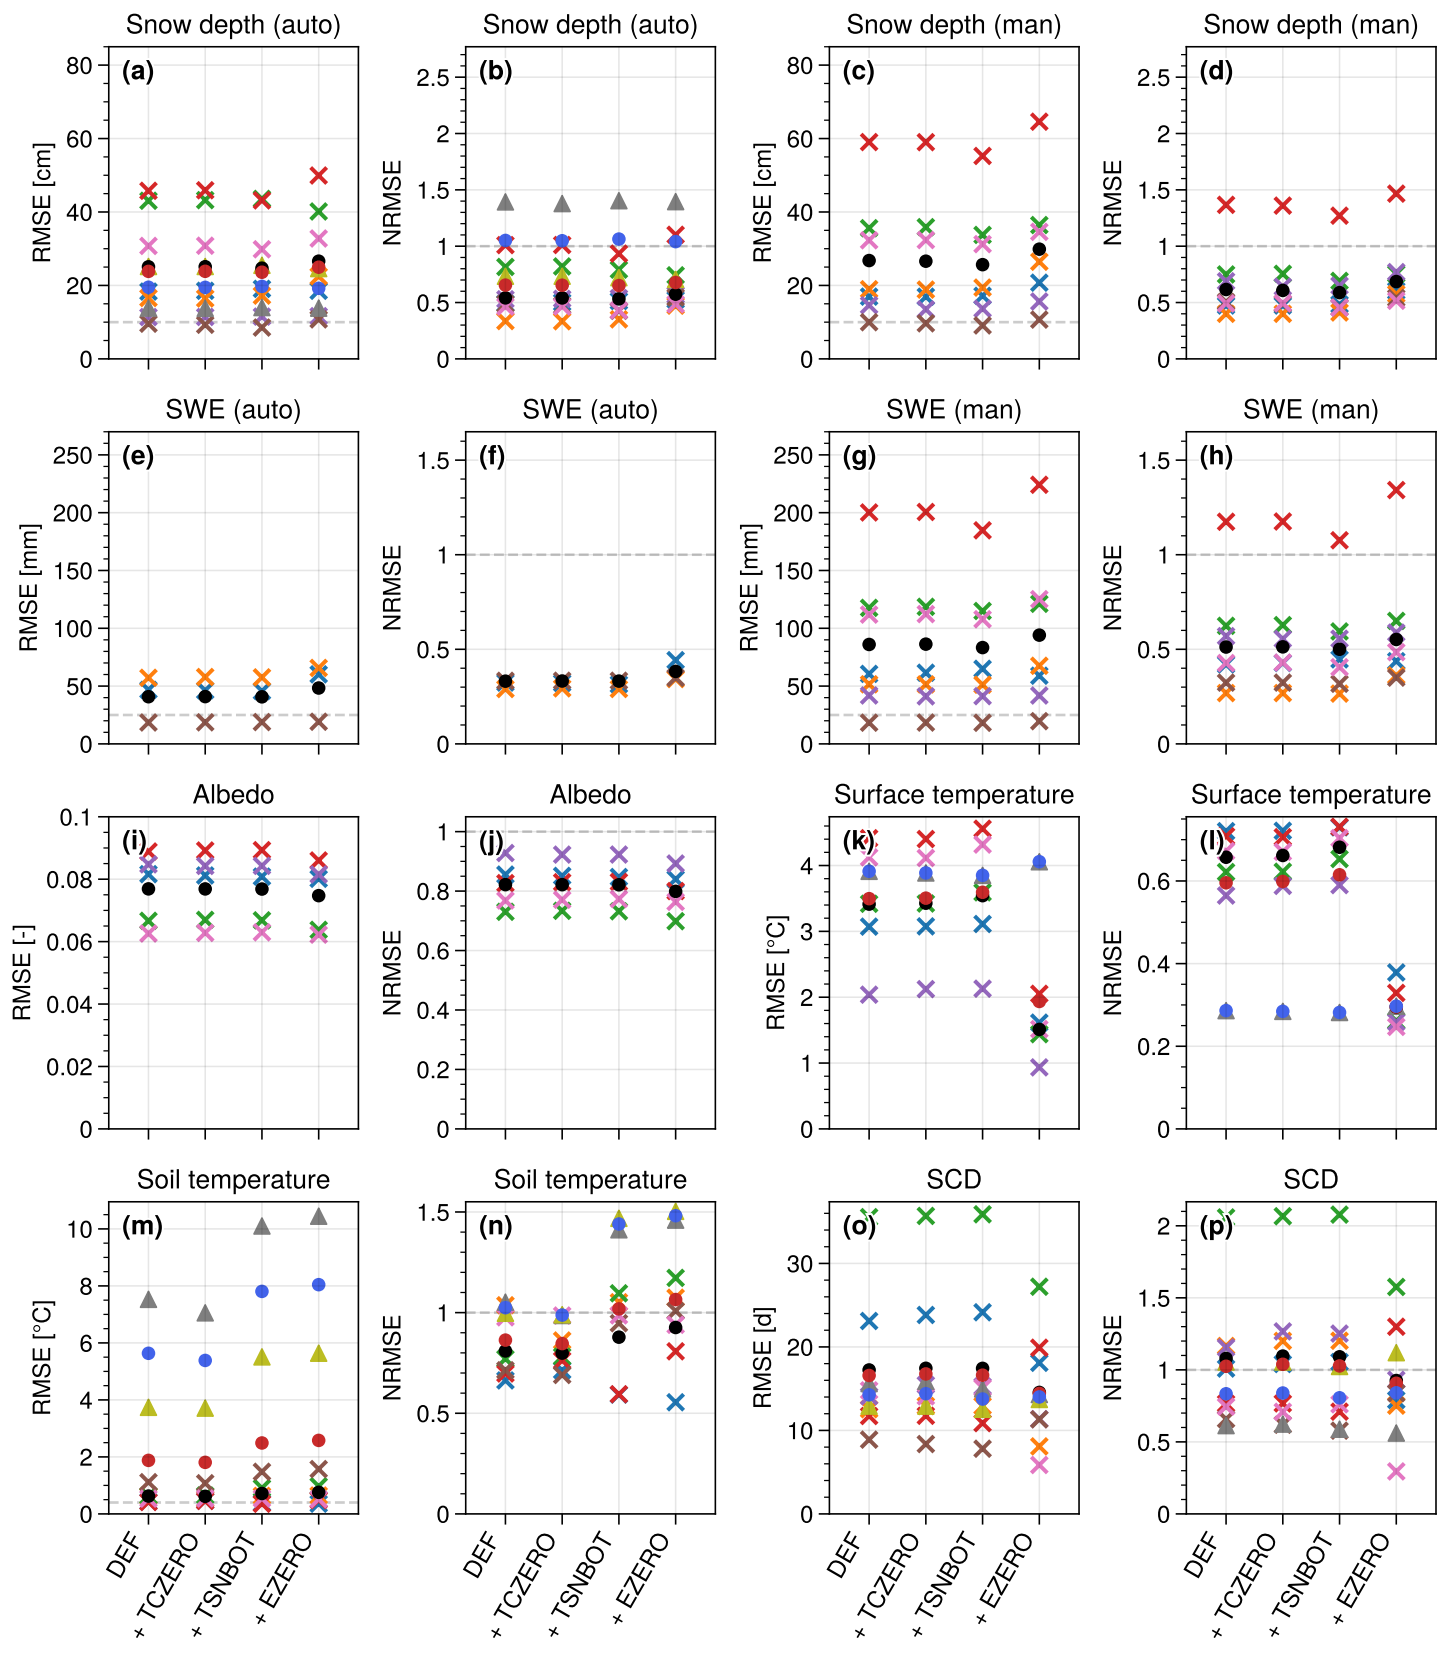 Snow depth (auto) Snow depth (auto) Snow depth (man) Snow depth (man)
(a) (b) (c) (d)
RMSE [cm] NRMSE RMSE [cm] NRMSE
80 60 40 20 0
2.5 2 1.5 1 0.5 0
80 60 40 20 0
2.5 2 1.5 1 0.5 0
SWE (auto) SWE (auto) SWE (man) SWE (man)
(e) (f) (g) (h)
RMSE [mm] NRMSE RMSE [mm] NRMSE
250 200 150 100 50 0
1.5 1 0.5 0
250 200 150 100 50 0
1.5 1 0.5 0
Albedo Albedo Surface temperature Surface temperature
(i) (j) (k) (l)
RMSE [-] NRMSE RMSE [°C] NRMSE
0.1 0.08 0.06 0.04 0.02 0
1 0.8 0.6 0.4 0.2 0
4 3 2 1 0
0.6 0.4 0.2 0
Soil temperature Soil temperature SCD SCD
(m) (n) (o) (p)
RMSE [°C] NRMSE RMSE [d] NRMSE
10 8 6 4 2 0
1.5 1 0.5 0
30 20 10 0
2 1.5 1 0.5 0
DEF + TCZERO + TSNBOT + EZERO
DEF + TCZERO + TSNBOT + EZERO
DEF + TCZERO + TSNBOT + EZERO
DEF + TCZERO + TSNBOT + EZERO